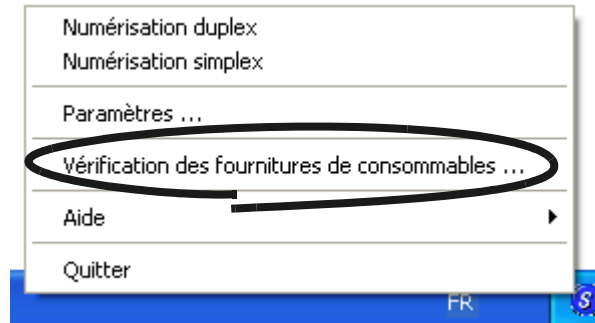 Numérisation duplex
Numérisation simplex
Paramètres ...
Vérification des fournitures de consommables ...
Aide
Quitter
FR
S